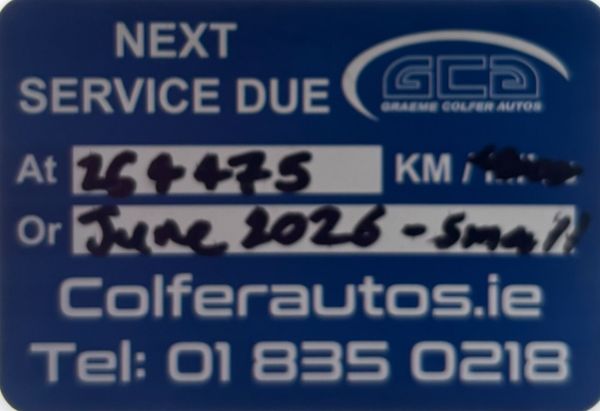 NEXT
SERVICE DUE
GCA
GRAEME COLFER AUTOS
At 264475 KM /
Or June 2026 - small
Colferautos.ie
Tel: 01 835 0218